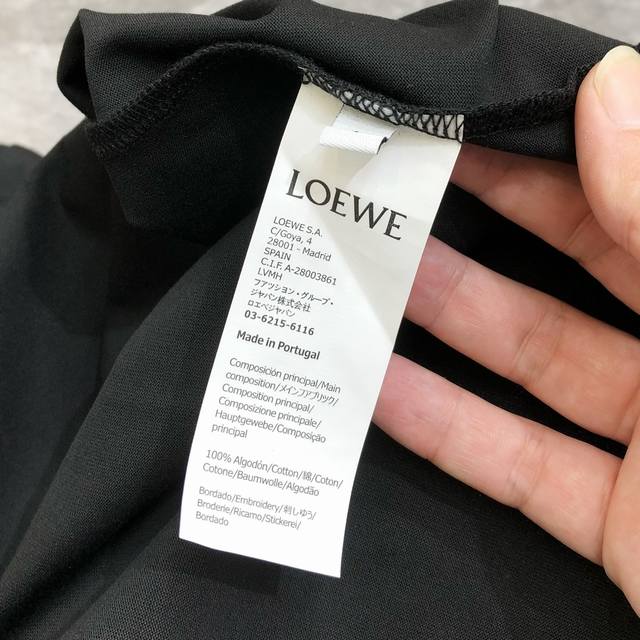 LOEWE
LOEWE S.A.
C/Goya, 4
28001 - Madrid
SPAIN
C.I.F. A-28003861
LVMH
ファッション・グループ・
ジャパン株式会社
ロエベジャパン
03-6215-6116
Made in Portugal
Composición principal/Main
composition/メインファブリック/
Composition principal/
Composizione principale/
Hauptgewebe/Composição
principal
100% Algodón/Cotton/綿/Coton/
Cotone/Baumwolle/Algodão
Bordado/Embroidery/刺しゅう/
Broderie/Ricamo/Stickerei/
Bordado